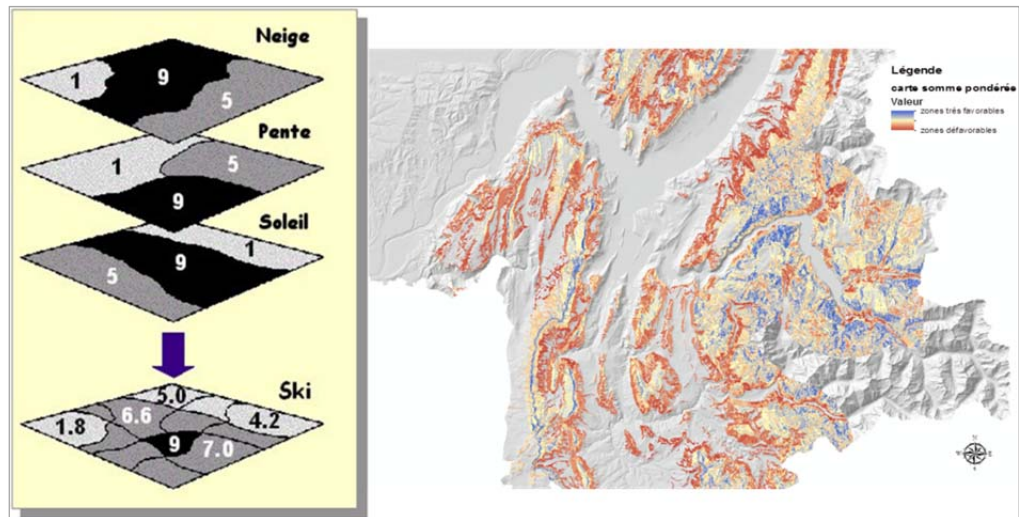 Neige
1
9
5
Pente
1
5
9
Soleil
1
9
5
Ski
5.0
6.6
4.2
1.8
9
7.0
Légende
carte somme pondérée
Valeur
zones trés favorables
zones défavorables
N